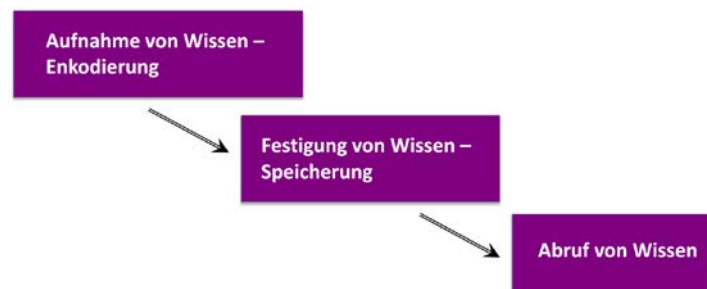 Aufnahme von Wissen –
Enkodierung
Festigung von Wissen –
Speicherung
Abruf von Wissen